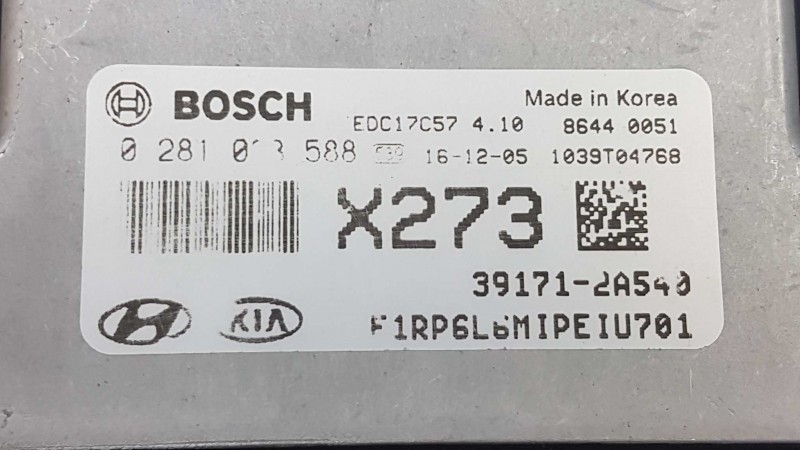 BOSCH
Made in Korea
EDC17C57 4.10 8644 0051
0 281 588 16-12-05 1039T04768
X273
39171-2A540
KIA